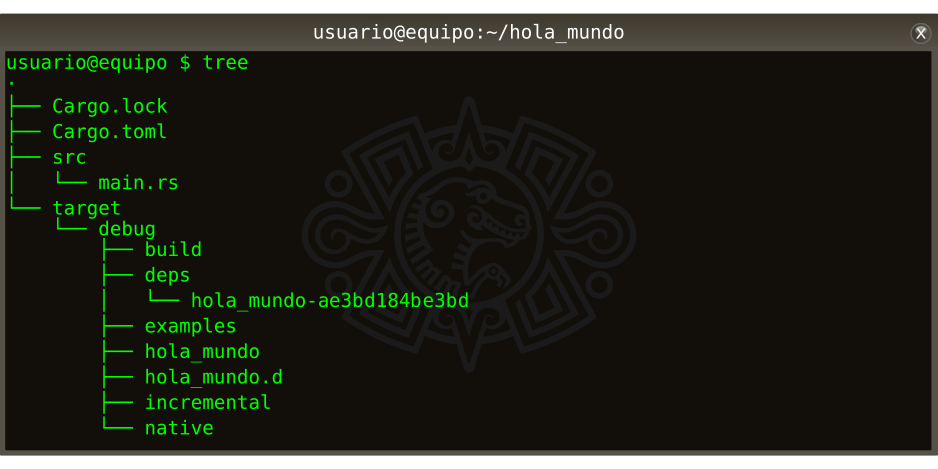 usuario@equipo:~/hola_mundo
usuario@equipo $ tree
.
├── Cargo.lock
├── Cargo.toml
├── src
│   └── main.rs
└── target
    └── debug
        ├── build
        ├── deps
        │   └── hola_mundo-ae3bd184be3bd
        ├── examples
        ├── hola_mundo
        ├── hola_mundo.d
        ├── incremental
        └── native